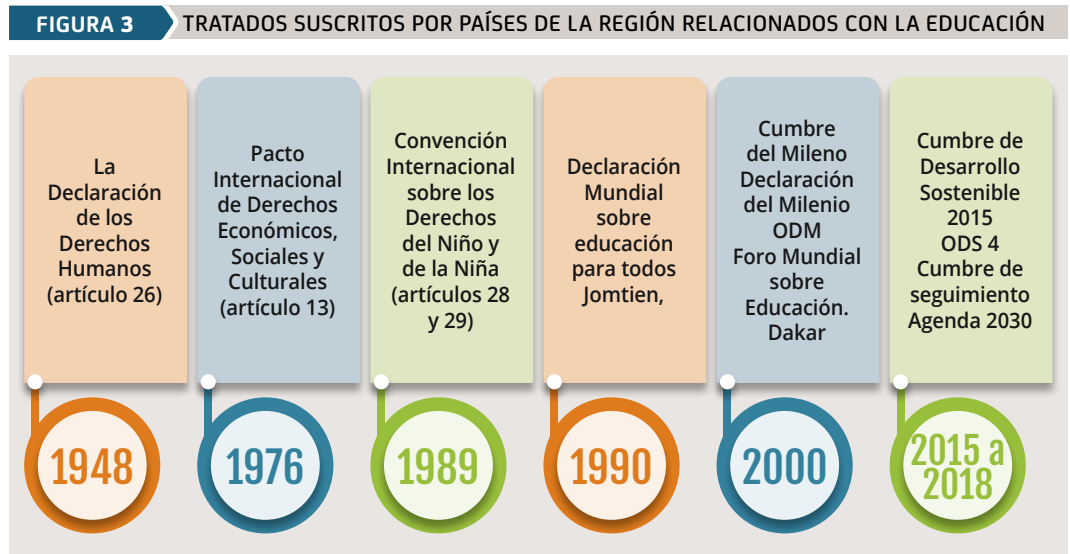 FIGURA 3
TRATADOS SUSCRITOS POR PAÍSES DE LA REGIÓN RELACIONADOS CON LA EDUCACIÓN
La
Declaración
de los
Derechos
Humanos
(artículo 26)
Pacto
Internacional
de Derechos
Económicos,
Sociales y
Culturales
(artículo 13)
Convención
Internacional
sobre los
Derechos
del Niño y
de la Niña
(artículos 28
y 29)
Declaración
Mundial
sobre
educación
para todos
Jomtien,
Cumbre
del Mileno
Declaración
del Milenio
ODM
Foro Mundial
sobre
Educación.
Dakar
Cumbre de
Desarrollo
Sostenible
2015
ODS 4
Cumbre de
seguimiento
Agenda 2030
1948
1976
1989
1990
2000
2015 a
2018